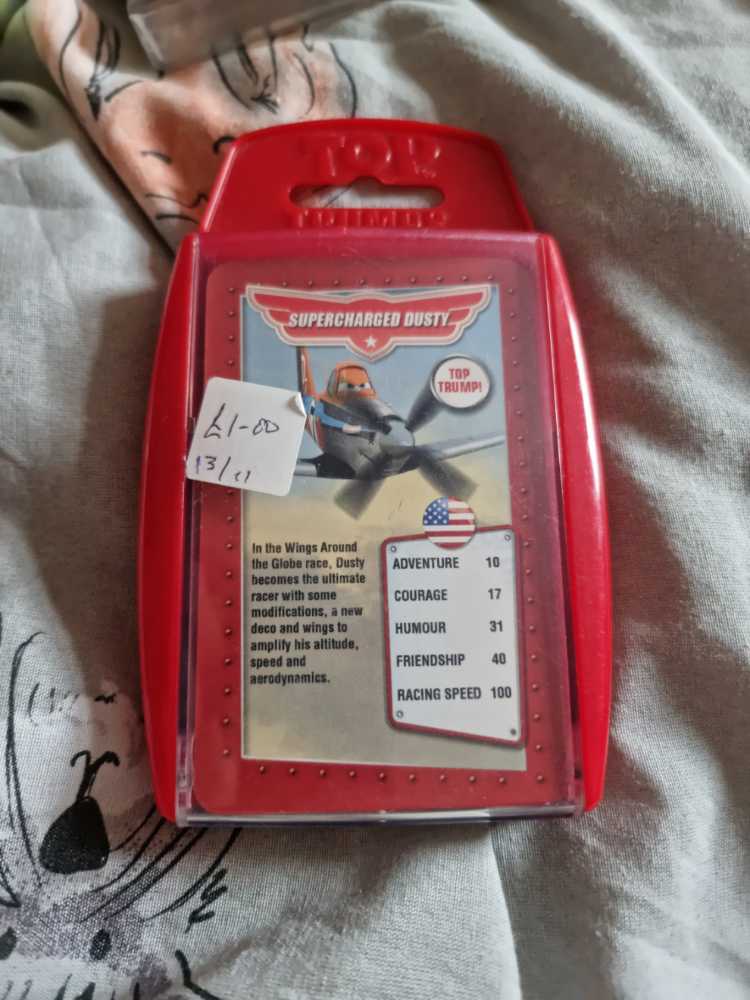 TOP
TRUMPS
SUPERCHARGED DUSTY
TOP
TRUMP!
£1-00
13/11
In the Wings Around
the Globe race, Dusty
becomes the ultimate
racer with some
modifications, a new
deco and wings to
amplify his altitude,
speed and
aerodynamics.
ADVENTURE 10
COURAGE 17
HUMOUR 31
FRIENDSHIP 40
RACING SPEED 100